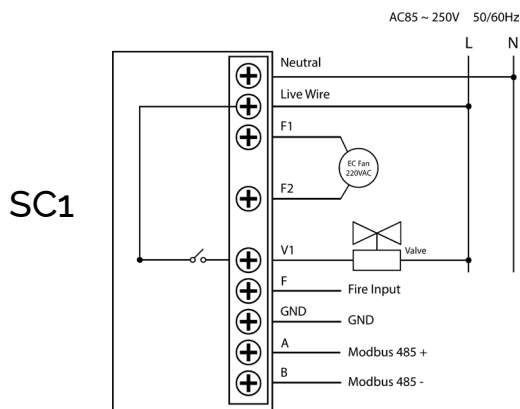 AC85 ~ 250V 50/60Hz
L N
Neutral
Live Wire
F1
EC Fan
220VAC
F2
SC1
V1
Valve
F
Fire Input
GND
GND
A
Modbus 485 +
B
Modbus 485 -